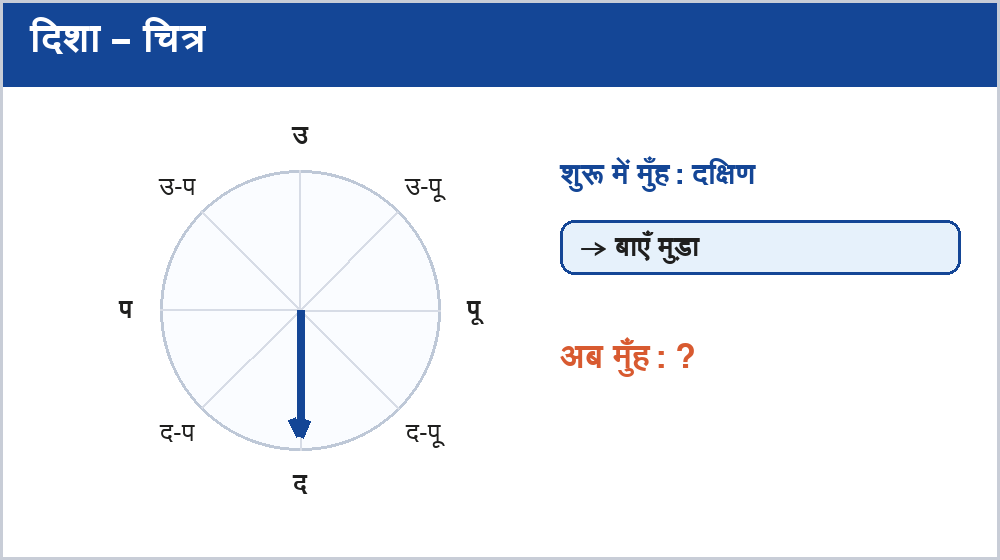 दिशा – चित्र
उ
उ-प
उ-पू
प
पू
द-प
द-पू
द
शुरू में मुँह : दक्षिण
→ बाएँ मुड़ा
अब मुँह : ?